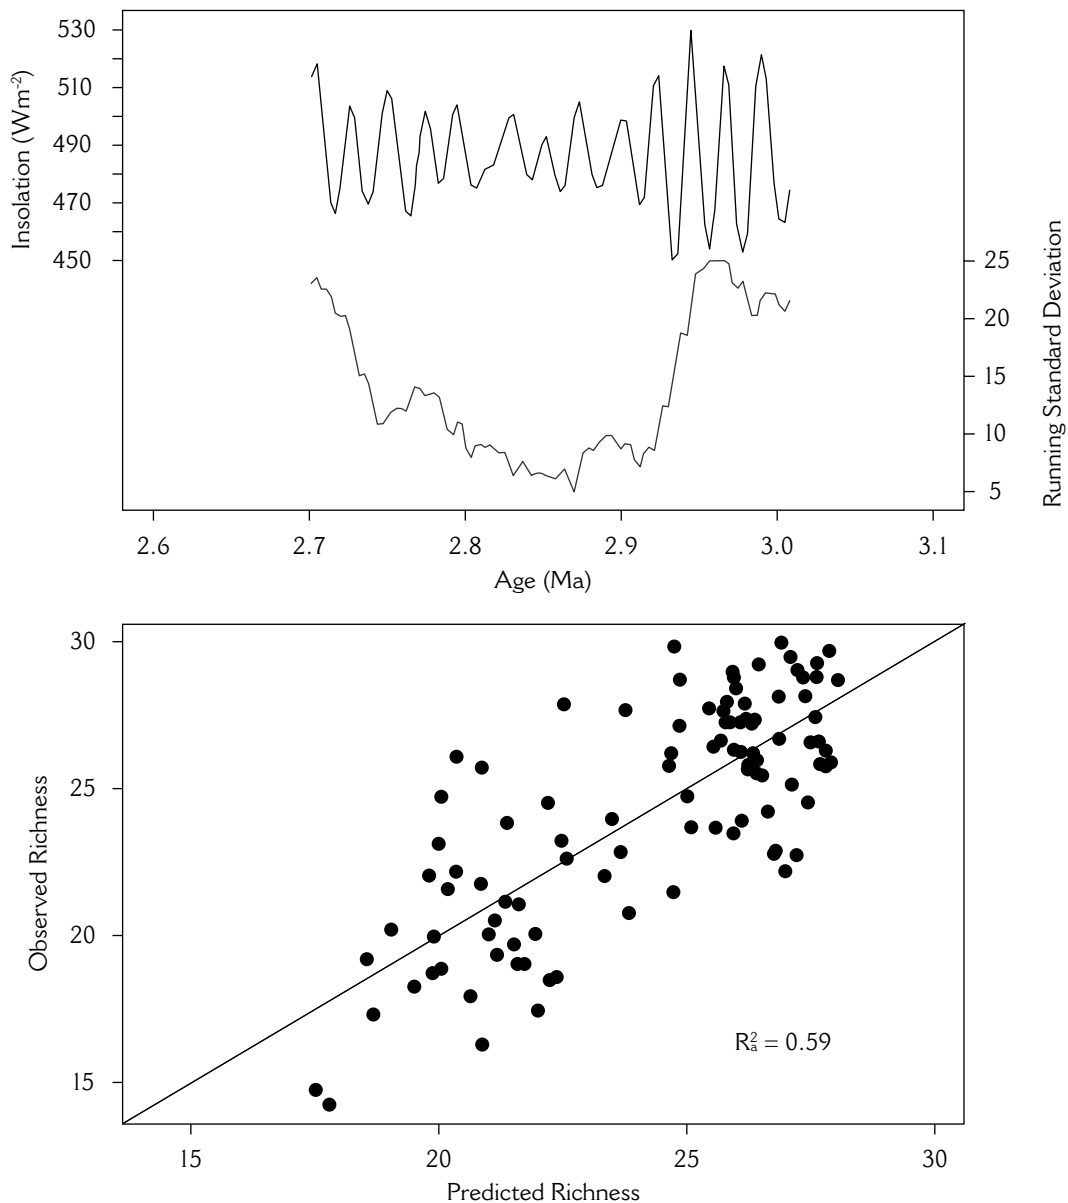 530
510
490
470
450
Insolation (Wm-2)
25
20
15
10
5
Running Standard Deviation
2.6 2.7 2.8 2.9 3.0 3.1
Age (Ma)
30
25
20
15
Observed Richness
R²a = 0.59
15 20 25 30
Predicted Richness